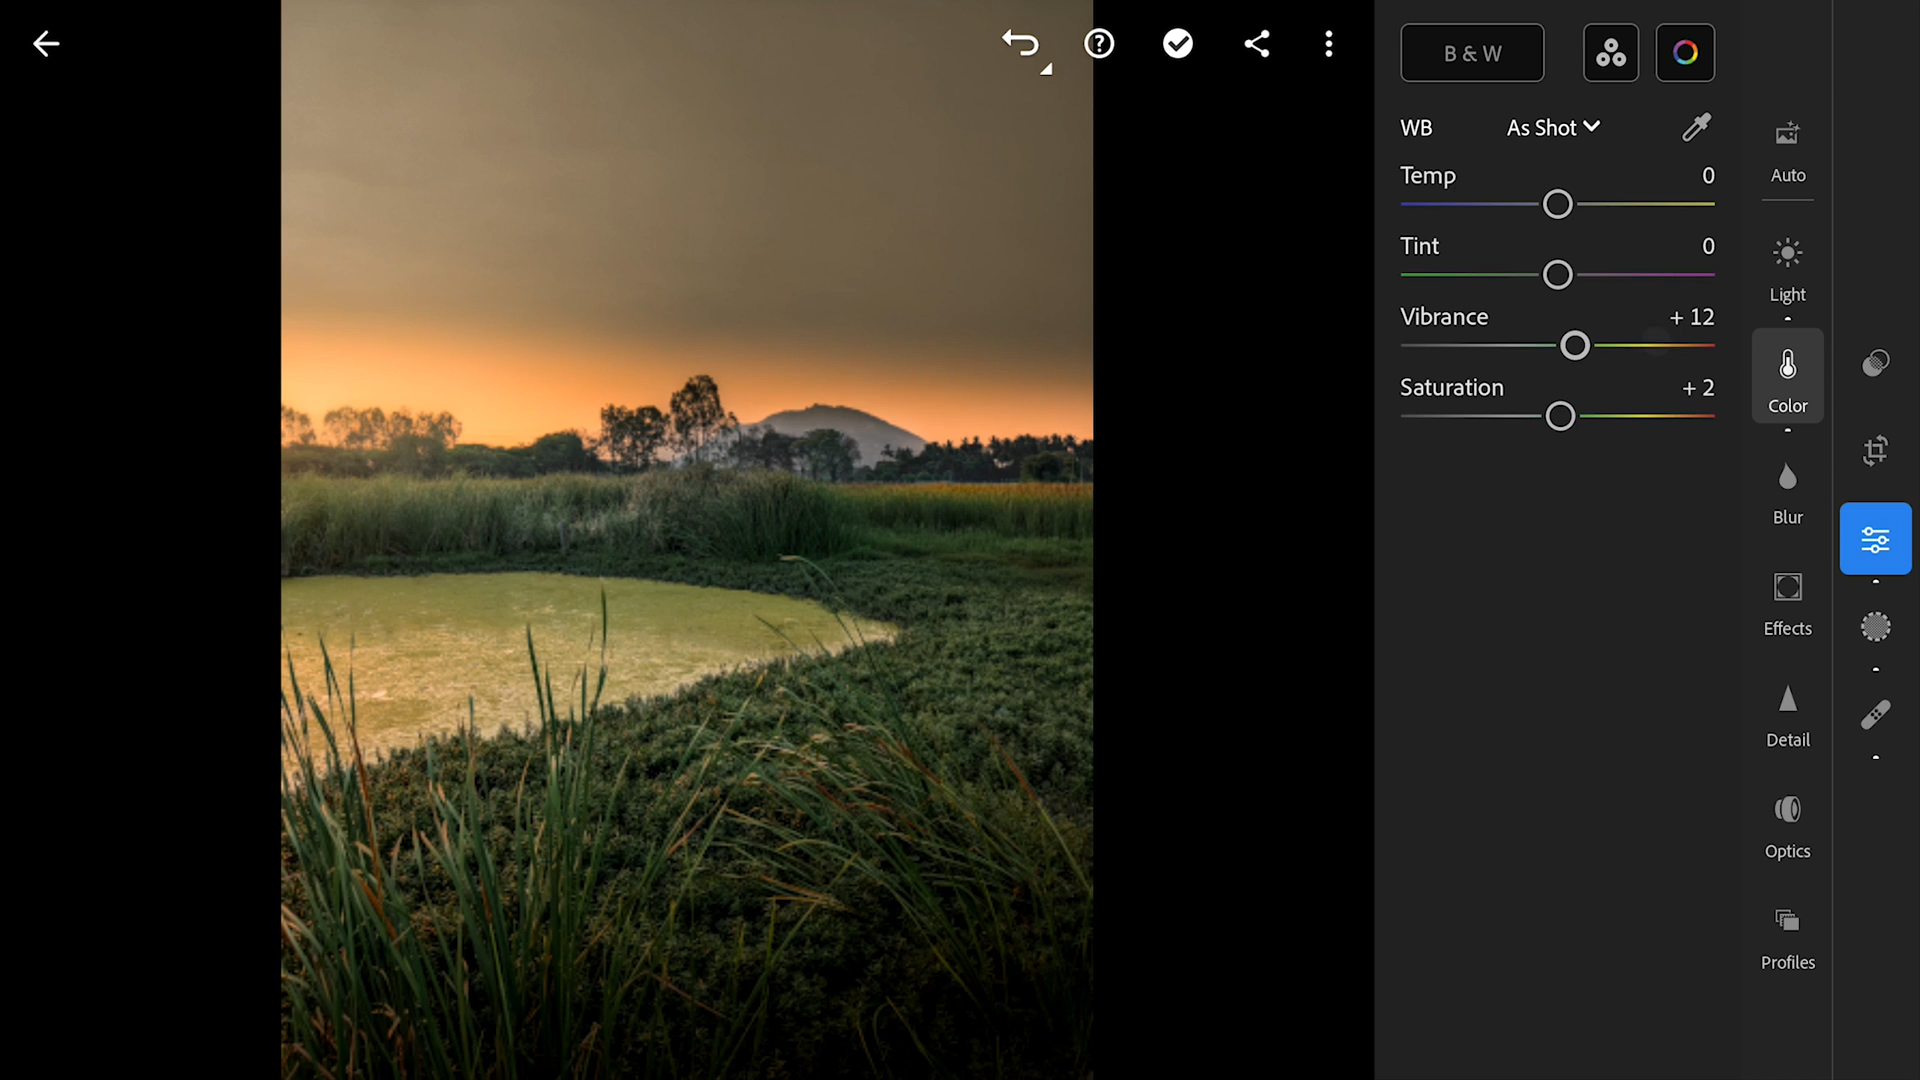 B & W
WB As Shot
Temp 0
Tint 0
Vibrance + 12
Saturation + 2
Auto
Light
Color
Blur
Effects
Detail
Optics
Profiles